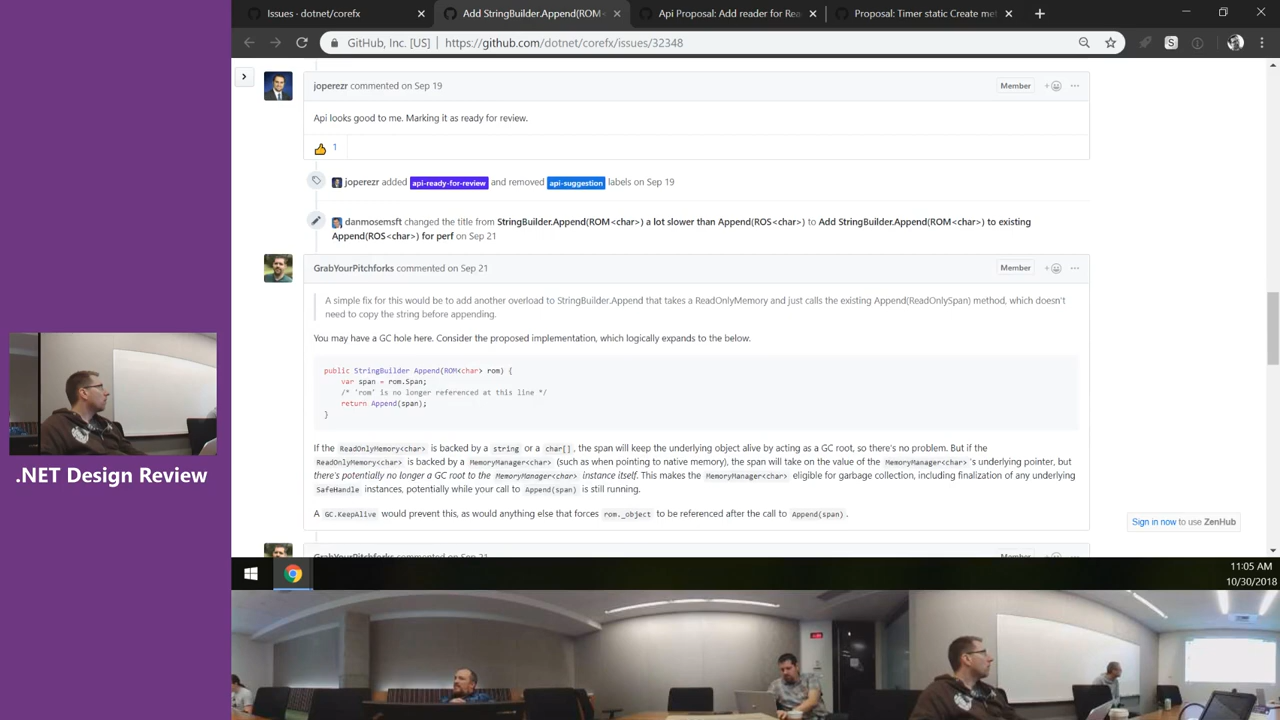 Issues - dotnet/corefx
Add StringBuilder.Append(ROM<
Api Proposal: Add reader for Rea
Proposal: Timer static Create met
GitHub, Inc. [US] | https://github.com/dotnet/corefx/issues/32348
joperezr commented on Sep 19
Member
Api looks good to me. Marking it as ready for review.
1
joperezr added api-ready-for-review and removed api-suggestion labels on Sep 19
danmosemsft changed the title from StringBuilder.Append(ROM<char>) a lot slower than Append(ROS<char>) to Add StringBuilder.Append(ROM<char>) to existing
Append(ROS<char>) for perf on Sep 21
GrabYourPitchforks commented on Sep 21
Member
A simple fix for this would be to add another overload to StringBuilder.Append that takes a ReadOnlyMemory and just calls the existing Append(ReadOnlySpan) method, which doesn't
need to copy the string before appending.
You may have a GC hole here. Consider the proposed implementation, which logically expands to the below.
public StringBuilder Append(ROM<char> rom) {
var span = rom.Span;
/* 'rom' is no longer referenced at this line */
return Append(span);
}
If the ReadOnlyMemory<char> is backed by a string or a char[], the span will keep the underlying object alive by acting as a GC root, so there's no problem. But if the
ReadOnlyMemory<char> is backed by a MemoryManager<char> (such as when pointing to native memory), the span will take on the value of the MemoryManager<char>'s underlying pointer, but
there's potentially no longer a GC root to the MemoryManager<char> instance itself. This makes the MemoryManager<char> eligible for garbage collection, including finalization of any underlying
SafeHandle instances, potentially while your call to Append(span) is still running.
A GC.KeepAlive would prevent this, as would anything else that forces rom._object to be referenced after the call to Append(span).
GrabYourPitchforks commented on Sep 21
Member
Sign in now to use ZenHub
.NET Design Review
11:05 AM
10/30/2018